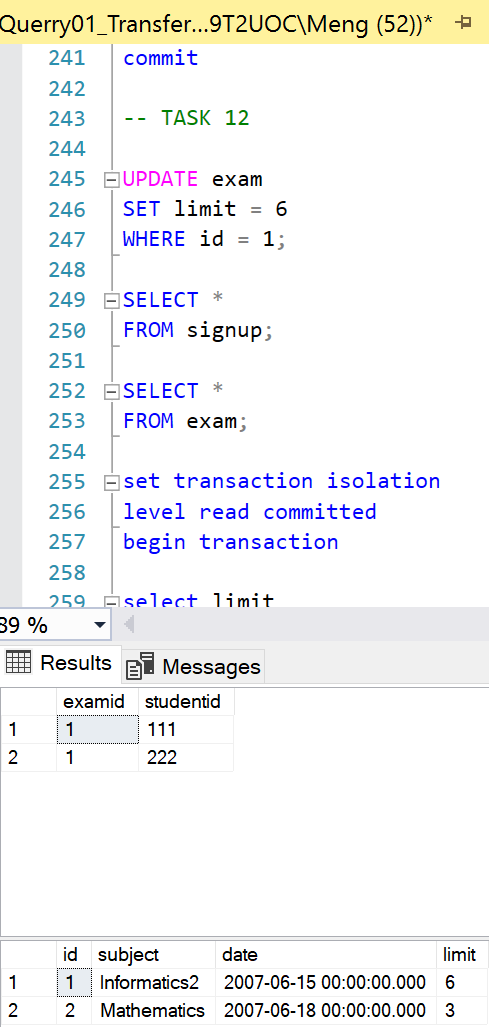 Querry01_Transfer...9T2UOC\Meng (52))*
241 commit
242
243 -- TASK 12
244
245 UPDATE exam
246 SET limit = 6
247 WHERE id = 1;
248
249 SELECT *
250 FROM signup;
251
252 SELECT *
253 FROM exam;
254
255 set transaction isolation
256 level read committed
257 begin transaction
258
259 select limit
89 %
Results Messages
examid studentid
1 1 111
2 1 222
id subject date limit
1 1 Informatics2 2007-06-15 00:00:00.000 6
2 2 Mathematics 2007-06-18 00:00:00.000 3